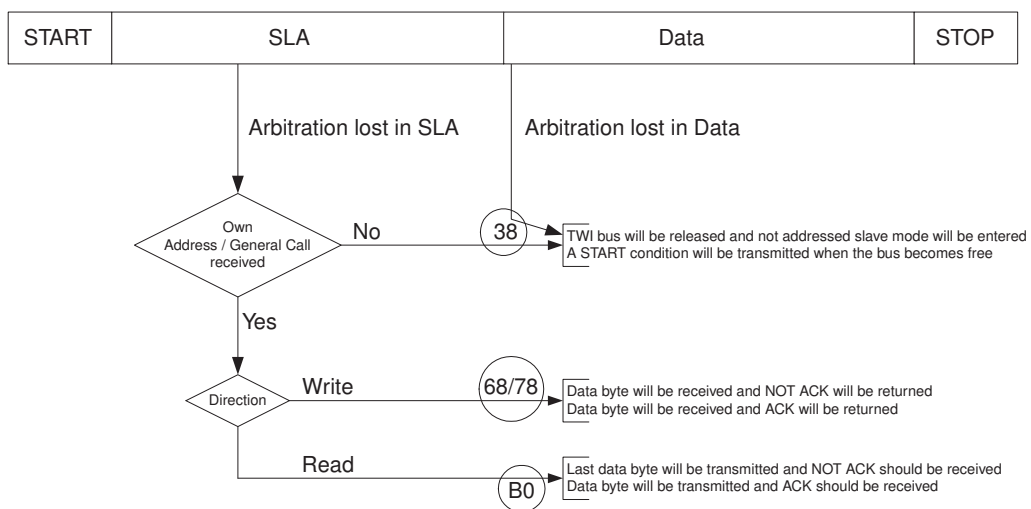 START SLA Data STOP
Arbitration lost in SLA Arbitration lost in Data
Own
Address / General Call
received
No
38
TWI bus will be released and not addressed slave mode will be entered
A START condition will be transmitted when the bus becomes free
Yes
Direction
Write
68/78
Data byte will be received and NOT ACK will be returned
Data byte will be received and ACK will be returned
Read
B0
Last data byte will be transmitted and NOT ACK should be received
Data byte will be transmitted and ACK should be received